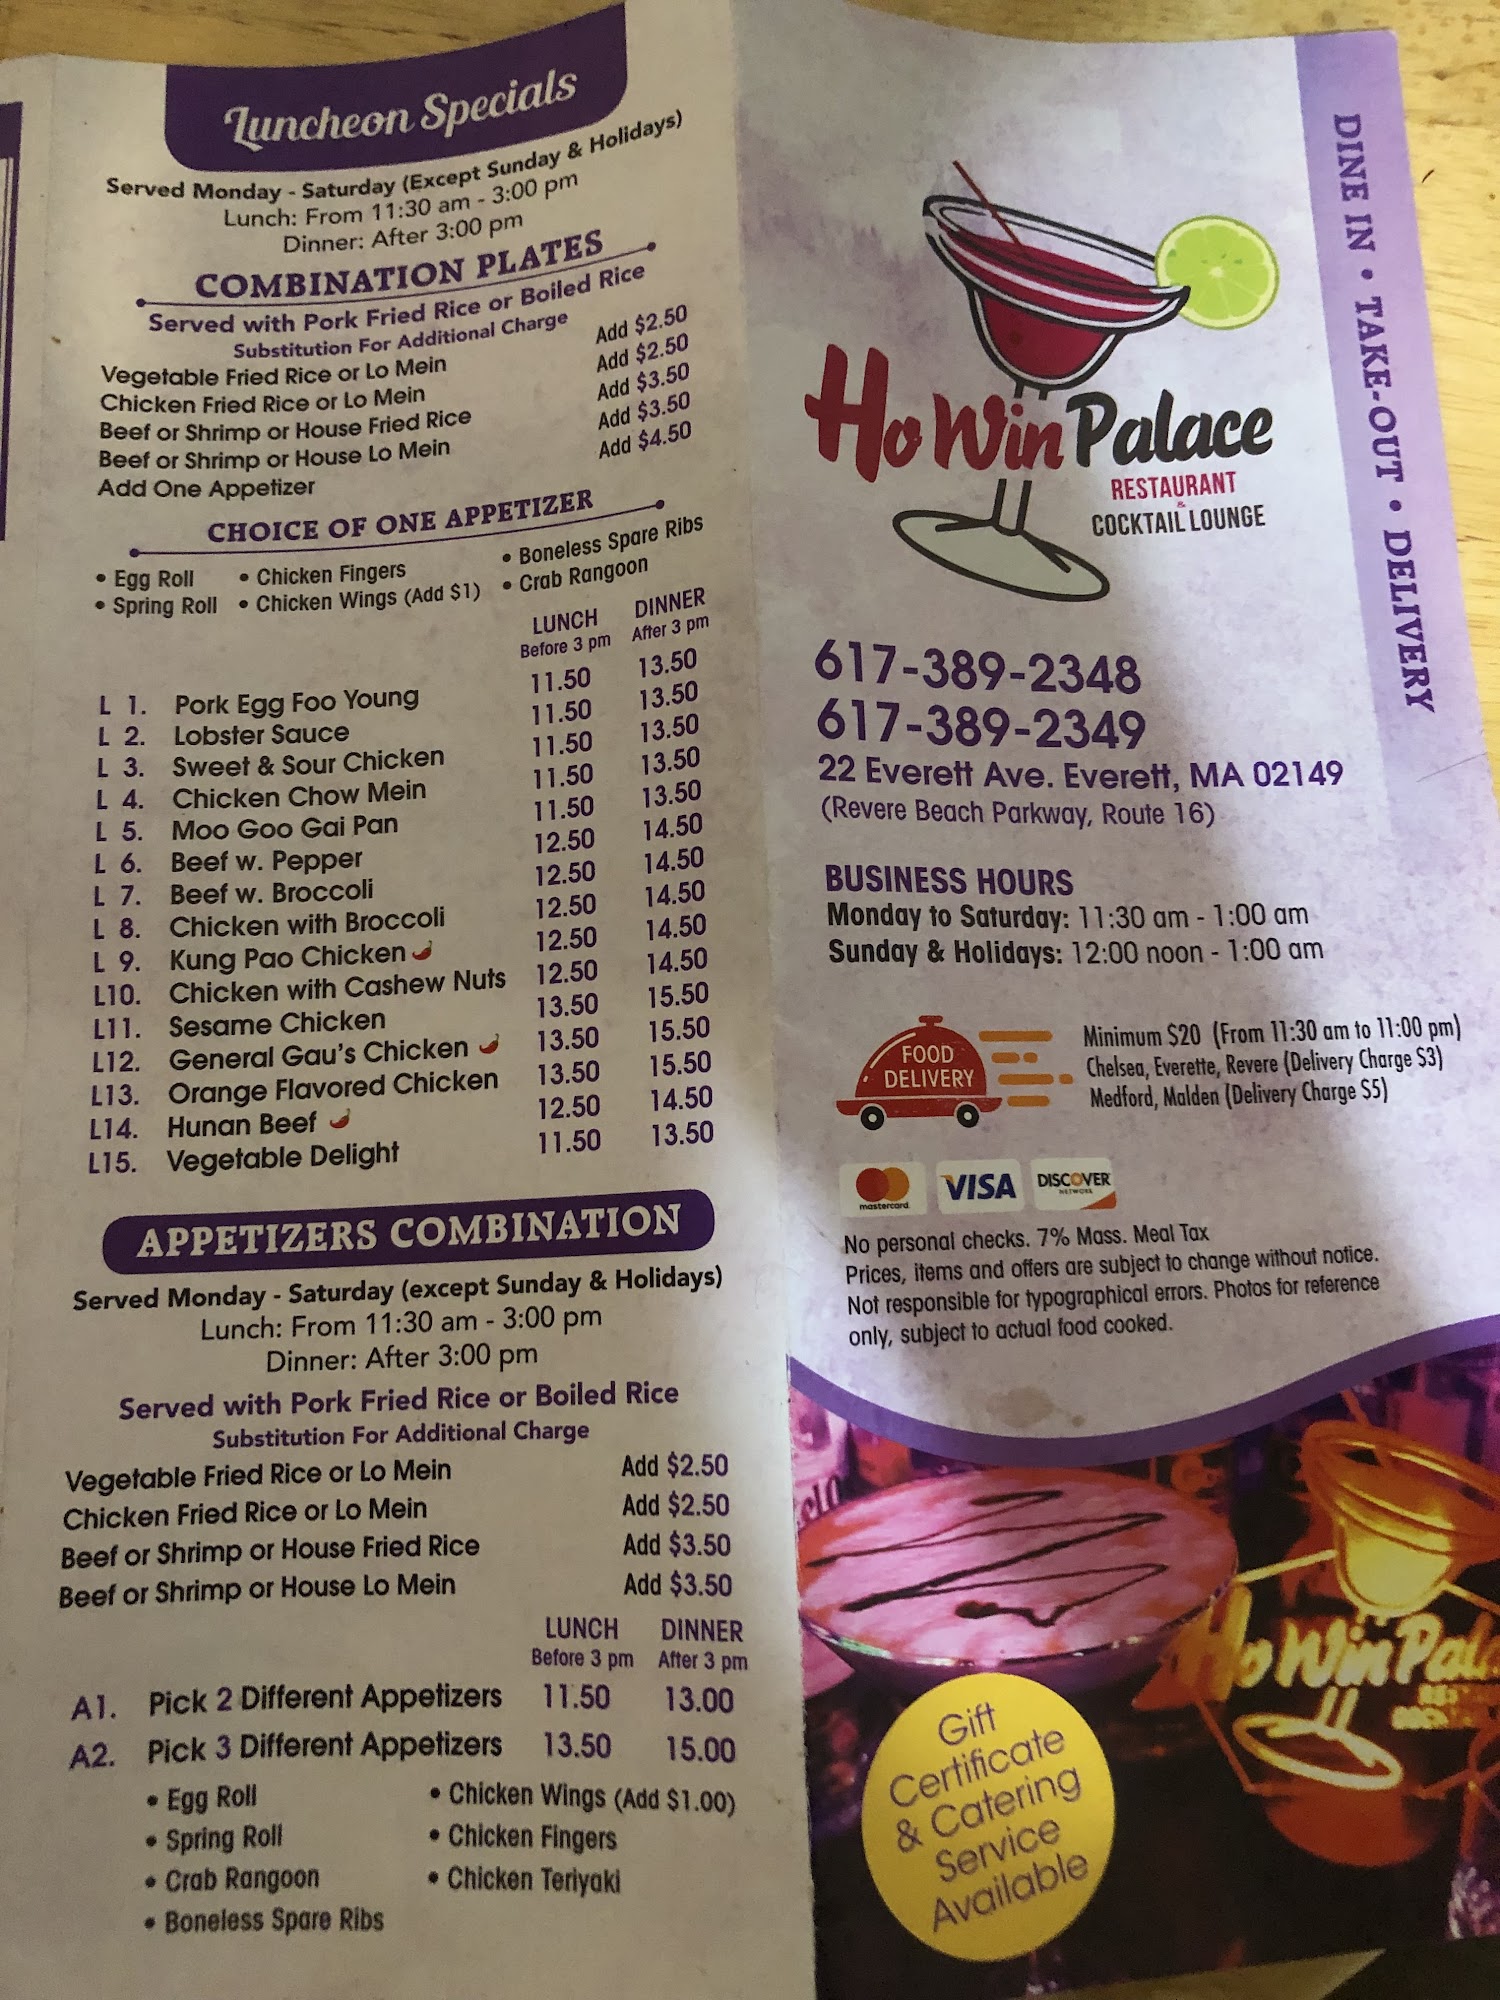 Luncheon Specials
Served Monday - Saturday (Except Sunday & Holidays)
Lunch: From 11:30 am - 3:00 pm
Dinner: After 3:00 pm
COMBINATION PLATES
Served with Pork Fried Rice or Boiled Rice
Substitution For Additional Charge
Vegetable Fried Rice or Lo Mein Add $2.50
Chicken Fried Rice or Lo Mein Add $2.50
Beef or Shrimp or House Fried Rice Add $3.50
Beef or Shrimp or House Lo Mein Add $3.50
Add One Appetizer Add $4.50
CHOICE OF ONE APPETIZER
• Egg Roll • Chicken Fingers • Boneless Spare Ribs
• Spring Roll • Chicken Wings (Add $1) • Crab Rangoon
LUNCH DINNER
Before 3 pm After 3 pm
L 1. Pork Egg Foo Young 11.50 13.50
L 2. Lobster Sauce 11.50 13.50
L 3. Sweet & Sour Chicken 11.50 13.50
L 4. Chicken Chow Mein 11.50 13.50
L 5. Moo Goo Gai Pan 11.50 13.50
L 6. Beef w. Pepper 12.50 14.50
L 7. Beef w. Broccoli 12.50 14.50
L 8. Chicken with Broccoli 12.50 14.50
L 9. Kung Pao Chicken 12.50 14.50
L10. Chicken with Cashew Nuts 12.50 14.50
L11. Sesame Chicken 13.50 15.50
L12. General Gau's Chicken 13.50 15.50
L13. Orange Flavored Chicken 13.50 15.50
L14. Hunan Beef 12.50 14.50
L15. Vegetable Delight 11.50 13.50
APPETIZERS COMBINATION
Served Monday - Saturday (except Sunday & Holidays)
Lunch: From 11:30 am - 3:00 pm
Dinner: After 3:00 pm
Served with Pork Fried Rice or Boiled Rice
Substitution For Additional Charge
Vegetable Fried Rice or Lo Mein Add $2.50
Chicken Fried Rice or Lo Mein Add $2.50
Beef or Shrimp or House Fried Rice Add $3.50
Beef or Shrimp or House Lo Mein Add $3.50
LUNCH DINNER
Before 3 pm After 3 pm
A1. Pick 2 Different Appetizers 11.50 13.00
A2. Pick 3 Different Appetizers 13.50 15.00
• Egg Roll • Chicken Wings (Add $1.00)
• Spring Roll • Chicken Fingers
• Crab Rangoon • Chicken Teriyaki
• Boneless Spare Ribs
DINE IN • TAKE-OUT • DELIVERY
Ho Win Palace
RESTAURANT
&
COCKTAIL LOUNGE
617-389-2348
617-389-2349
22 Everett Ave. Everett, MA 02149
(Revere Beach Parkway, Route 16)
BUSINESS HOURS
Monday to Saturday: 11:30 am - 1:00 am
Sunday & Holidays: 12:00 noon - 1:00 am
FOOD
DELIVERY
Minimum $20 (From 11:30 am to 11:00 pm)
Chelsea, Everette, Revere (Delivery Charge $3)
Medford, Malden (Delivery Charge $5)
mastercard.
VISA
DISCOVER
NETWORK
No personal checks. 7% Mass. Meal Tax
Prices, items and offers are subject to change without notice.
Not responsible for typographical errors. Photos for reference
only, subject to actual food cooked.
Ho Win Pal
Gift
Certificate
& Catering
Service
Available